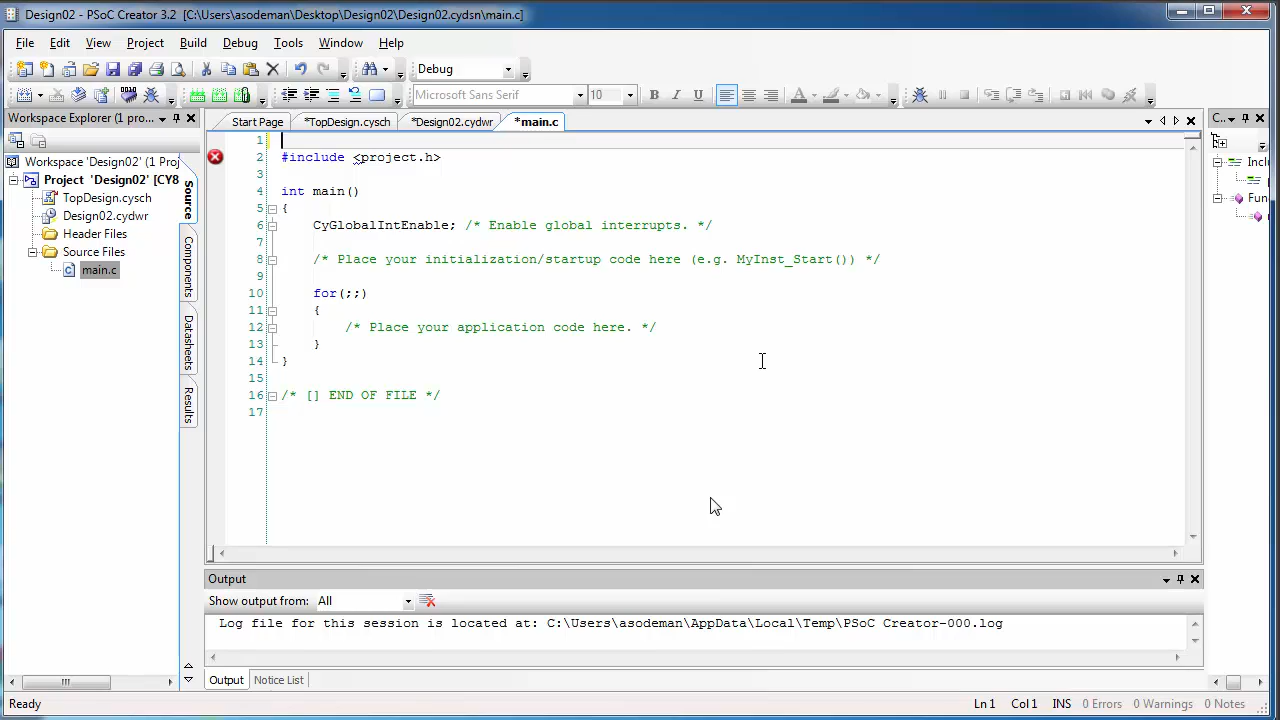 Design02 - PSoC Creator 3.2 [C:\Users\asodeman\Desktop\Design02\Design02.cydsn\main.c]
File Edit View Project Build Debug Tools Window Help
Debug
Microsoft Sans Serif 10 B I U A
Workspace Explorer (1 pro...
Start Page *TopDesign.cysch *Design02.cydwr *main.c
C..
Workspace 'Design02' (1 Proj
Project 'Design02' [CY8
TopDesign.cysch
Design02.cydwr
Header Files
Source Files
main.c
Source
Components
Datasheets
Results
1
2 #include <project.h>
3
4 int main()
5 {
6 CyGlobalIntEnable; /* Enable global interrupts. */
7
8 /* Place your initialization/startup code here (e.g. MyInst_Start()) */
9
10 for(;;)
11 {
12 /* Place your application code here. */
13 }
14 }
15
16 /* [] END OF FILE */
17
Inclu
Fun
Output
Show output from: All
Log file for this session is located at: C:\Users\asodeman\AppData\Local\Temp\PSoC Creator-000.log
Output Notice List
Ready Ln 1 Col 1 INS 0 Errors 0 Warnings 0 Notes